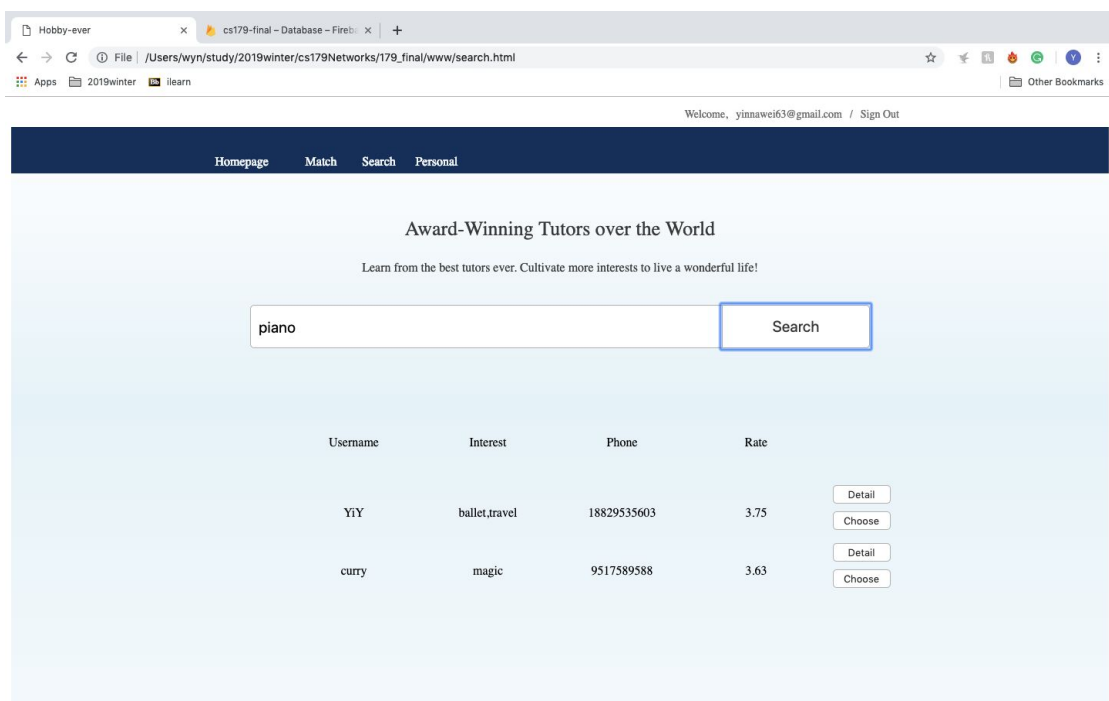 Hobby-ever
cs179-final – Database – Fireb
File /Users/wyn/study/2019winter/cs179Networks/179_final/www/search.html
Apps 2019winter ilearn Other Bookmarks
Welcome, yinnawei63@gmail.com / Sign Out
Homepage Match Search Personal
Award-Winning Tutors over the World
Learn from the best tutors ever. Cultivate more interests to live a wonderful life!
piano Search
Username Interest Phone Rate
Detail
YiY ballet,travel 18829535603 3.75
Choose
Detail
curry magic 9517589588 3.63
Choose